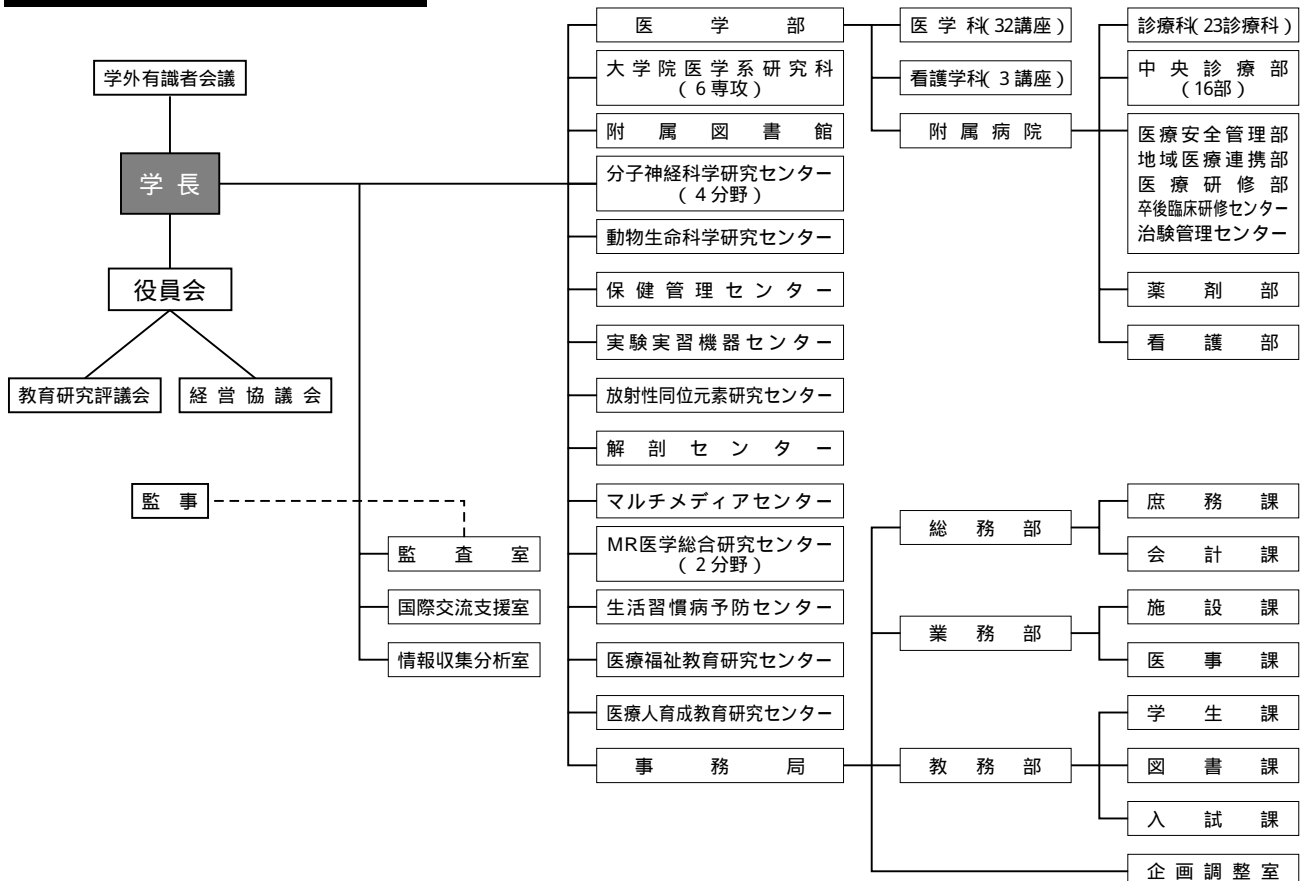 学外有識者会議
学長
役員会
教育研究評議会
経営協議会
監事
監査室
国際交流支援室
情報収集分析室
医学部
大学院医学系研究科
(6専攻)
附属図書館
分子神経科学研究センター
(4分野)
動物生命科学研究センター
保健管理センター
実験実習機器センター
放射性同位元素研究センター
解剖センター
マルチメディアセンター
MR医学総合研究センター
(2分野)
生活習慣病予防センター
医療福祉教育研究センター
医療人育成教育研究センター
事務局
医学科(32講座)
看護学科(3講座)
附属病院
診療科(23診療科)
中央診療部
(16部)
医療安全管理部
地域医療連携部
医療研修部
卒後臨床研修センター
治験管理センター
薬剤部
看護部
総務部
庶務課
会計課
業務部
施設課
医事課
教務部
学生課
図書課
入試課
企画調整室